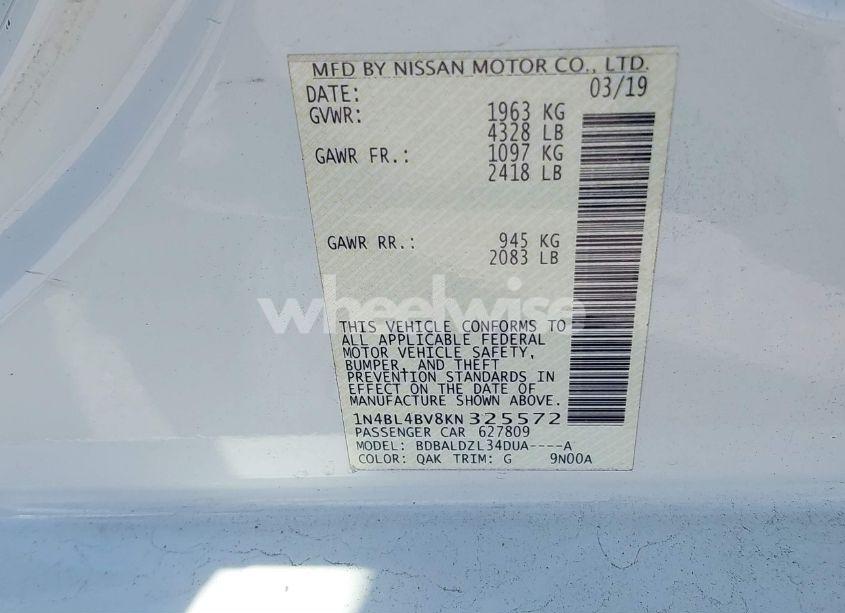 MFD BY NISSAN MOTOR CO., LTD.
DATE: 03/19
GVWR: 1963 KG
4328 LB
GAWR FR.: 1097 KG
2418 LB
GAWR RR.: 945 KG
2083 LB
wheelwise
THIS VEHICLE CONFORMS TO
ALL APPLICABLE FEDERAL
MOTOR VEHICLE SAFETY,
BUMPER, AND THEFT
PREVENTION STANDARDS IN
EFFECT ON THE DATE OF
MANUFACTURE SHOWN ABOVE.
1N4BL4BV8KN325572
PASSENGER CAR 627809
MODEL: BDBALDZL34DUA----A
COLOR: QAK TRIM: G 9N00A